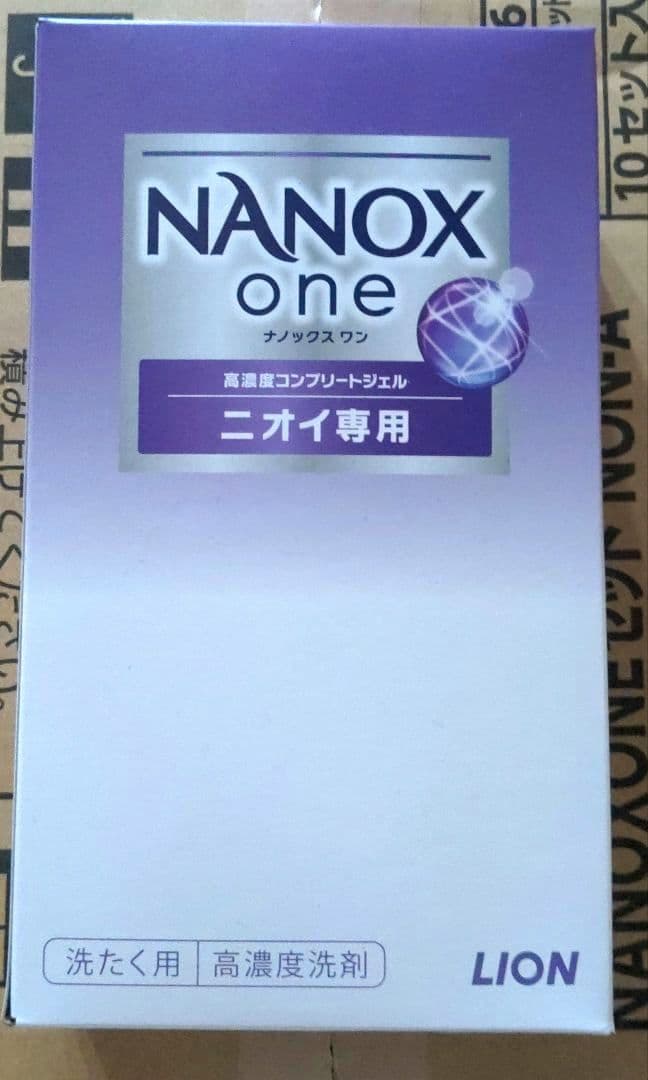 NANOX
one
ナノックス ワン
高濃度コンプリートジェル
ニオイ専用
洗たく用 高濃度洗剤
LION
10セット入
NANOXONEセット NON-A